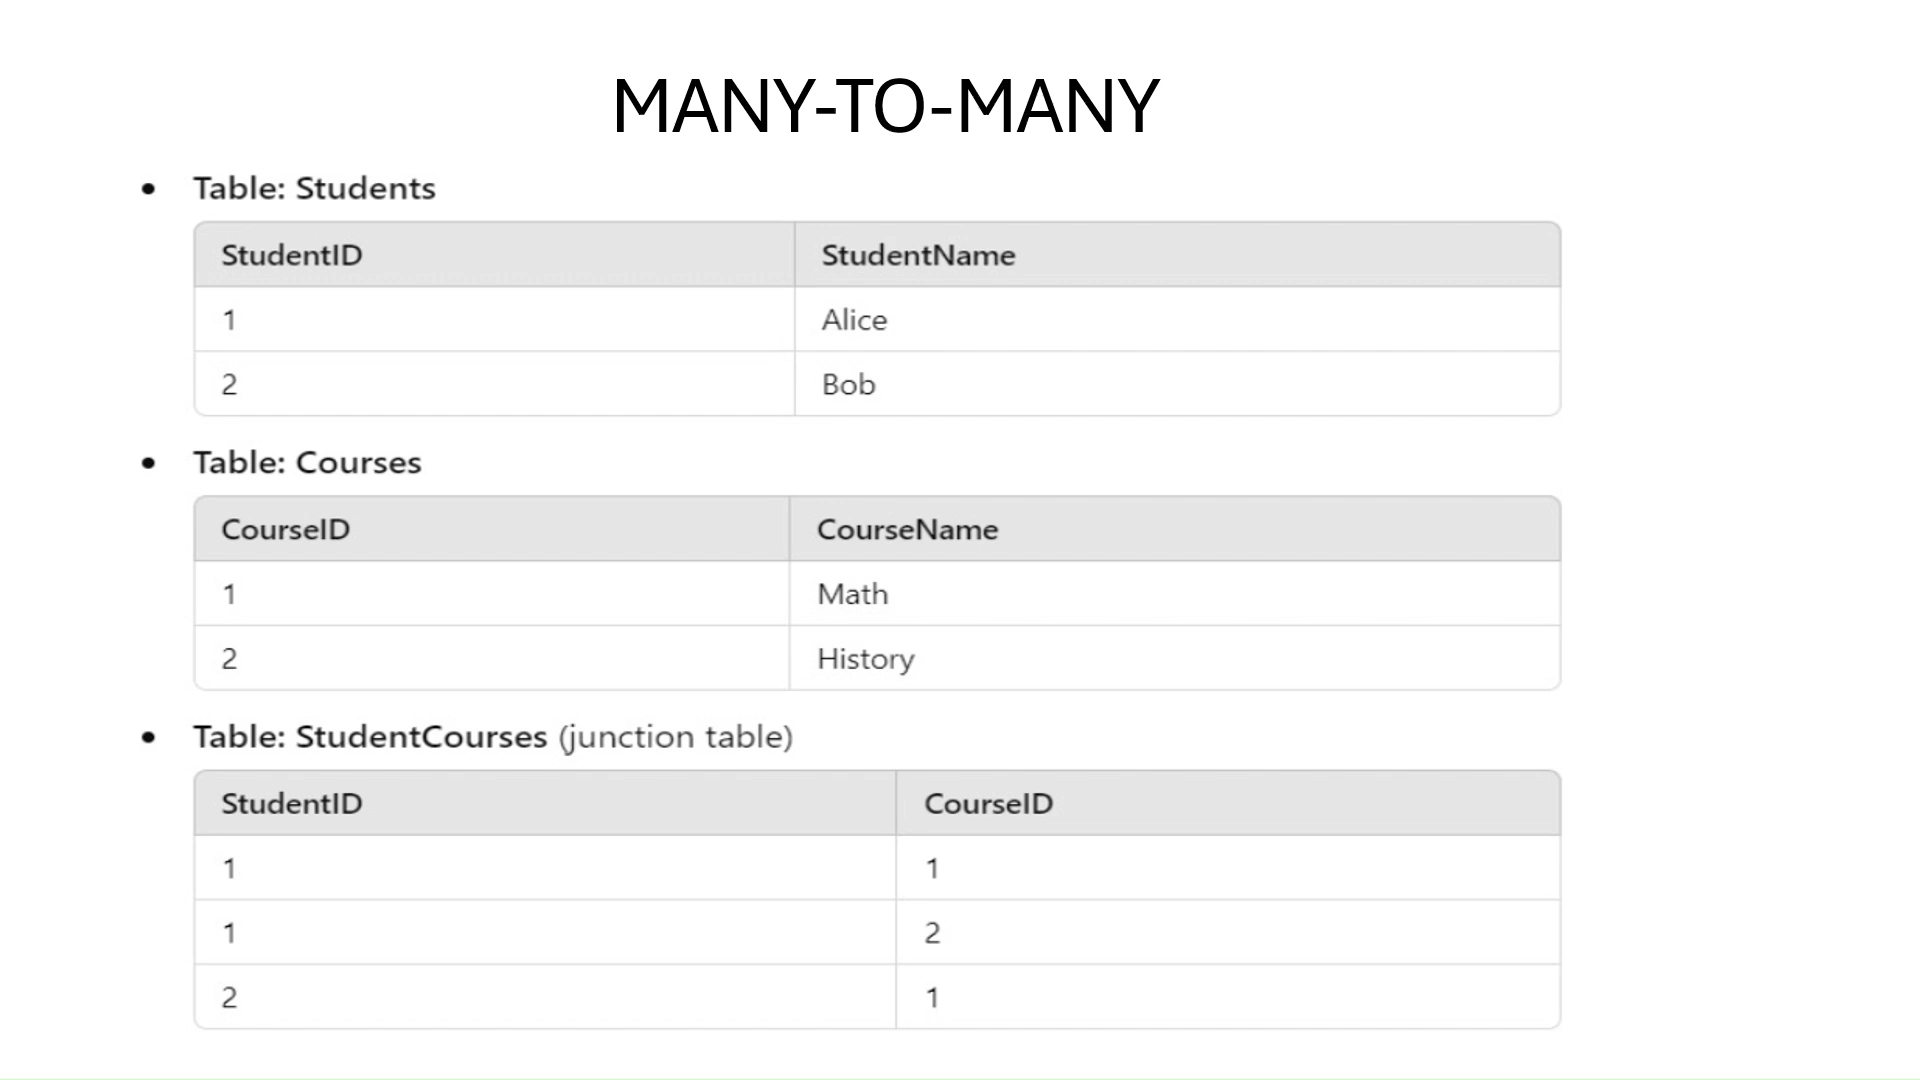 MANY-TO-MANY
• Table: Students
StudentID StudentName
1 Alice
2 Bob
• Table: Courses
CourseID CourseName
1 Math
2 History
• Table: StudentCourses (junction table)
StudentID CourseID
1 1
1 2
2 1